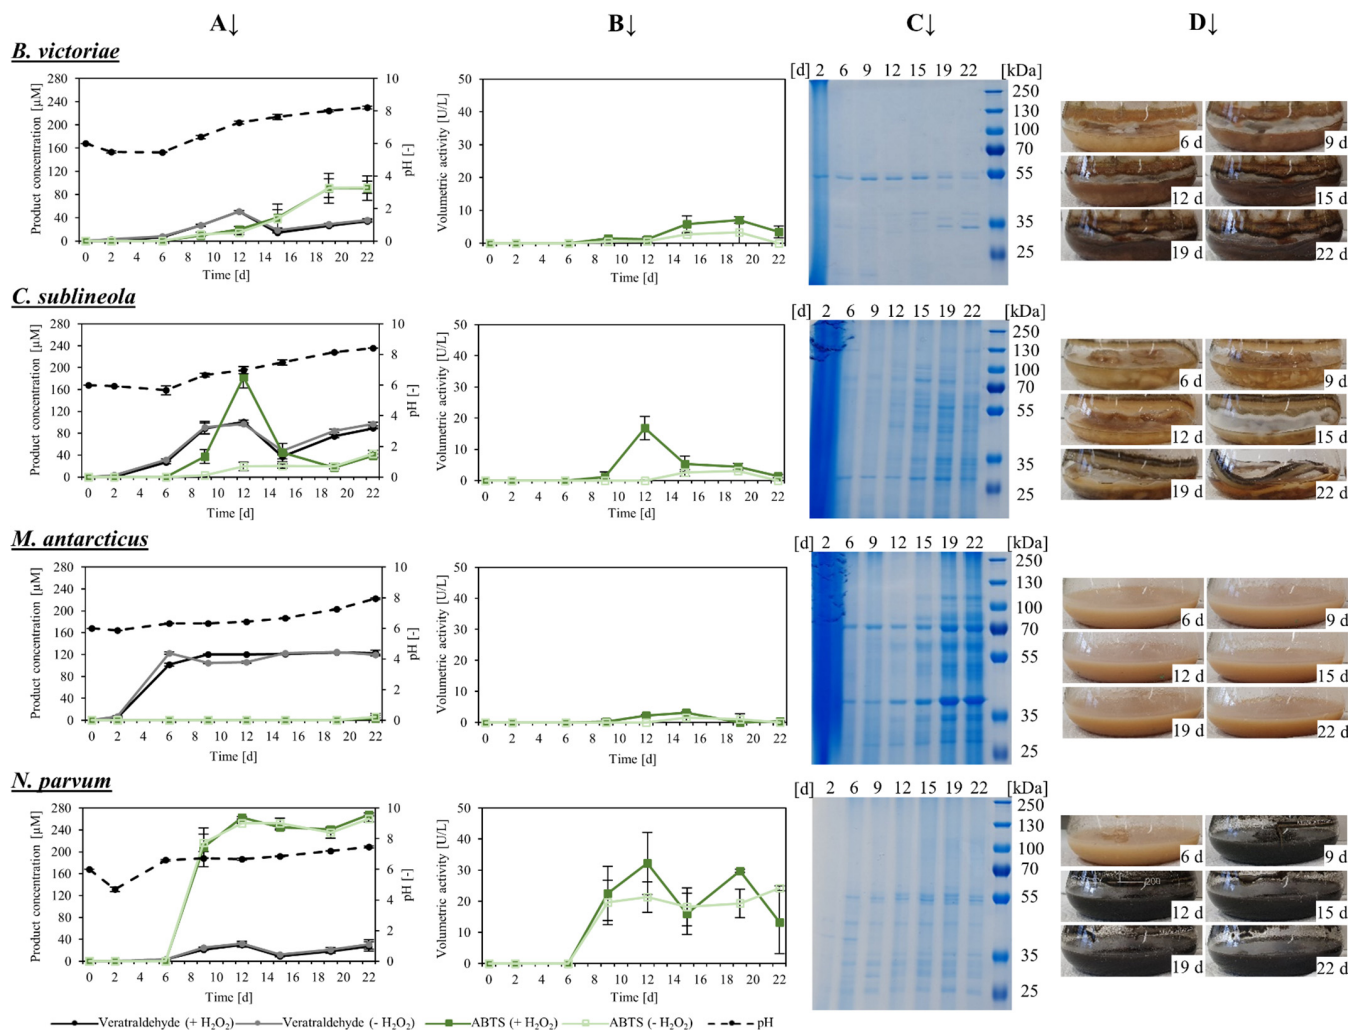 A↓ B↓ C↓ D↓
B. victoriae
280 240 200 160 120 80 40 0
Product concentration [µM]
10 8 6 4 2 0
pH [-]
0 2 4 6 8 10 12 14 16 18 20 22
Time [d]
50 40 30 20 10 0
Volumetric activity [U/L]
0 2 4 6 8 10 12 14 16 18 20 22
Time [d]
[d] 2 6 9 12 15 19 22 [kDa]
250
130
100
70
55
35
25
6 d 9 d
12 d 15 d
19 d 22 d
C. sublineola
280 240 200 160 120 80 40 0
Product concentration [µM]
10 8 6 4 2 0
pH [-]
0 2 4 6 8 10 12 14 16 18 20 22
Time [d]
50 40 30 20 10 0
Volumetric activity [U/L]
0 2 4 6 8 10 12 14 16 18 20 22
Time [d]
[d] 2 6 9 12 15 19 22 [kDa]
250
130
100
70
55
35
25
6 d 9 d
12 d 15 d
19 d 22 d
M. antarcticus
280 240 200 160 120 80 40 0
Product concentration [µM]
10 8 6 4 2 0
pH [-]
0 2 4 6 8 10 12 14 16 18 20 22
Time [d]
50 40 30 20 10 0
Volumetric activity [U/L]
0 2 4 6 8 10 12 14 16 18 20 22
Time [d]
[d] 2 6 9 12 15 19 22 [kDa]
250
130
100
70
55
35
25
6 d 9 d
12 d 15 d
19 d 22 d
N. parvum
280 240 200 160 120 80 40 0
Product concentration [µM]
10 8 6 4 2 0
pH [-]
0 2 4 6 8 10 12 14 16 18 20 22
Time [d]
50 40 30 20 10 0
Volumetric activity [U/L]
0 2 4 6 8 10 12 14 16 18 20 22
Time [d]
[d] 2 6 9 12 15 19 22 [kDa]
250
130
100
70
55
35
25
6 d 9 d
200
12 d 15 d
19 d 22 d
Veratraldehyde (+ H₂O₂) Veratraldehyde (- H₂O₂) ABTS (+ H₂O₂) ABTS (- H₂O₂) pH